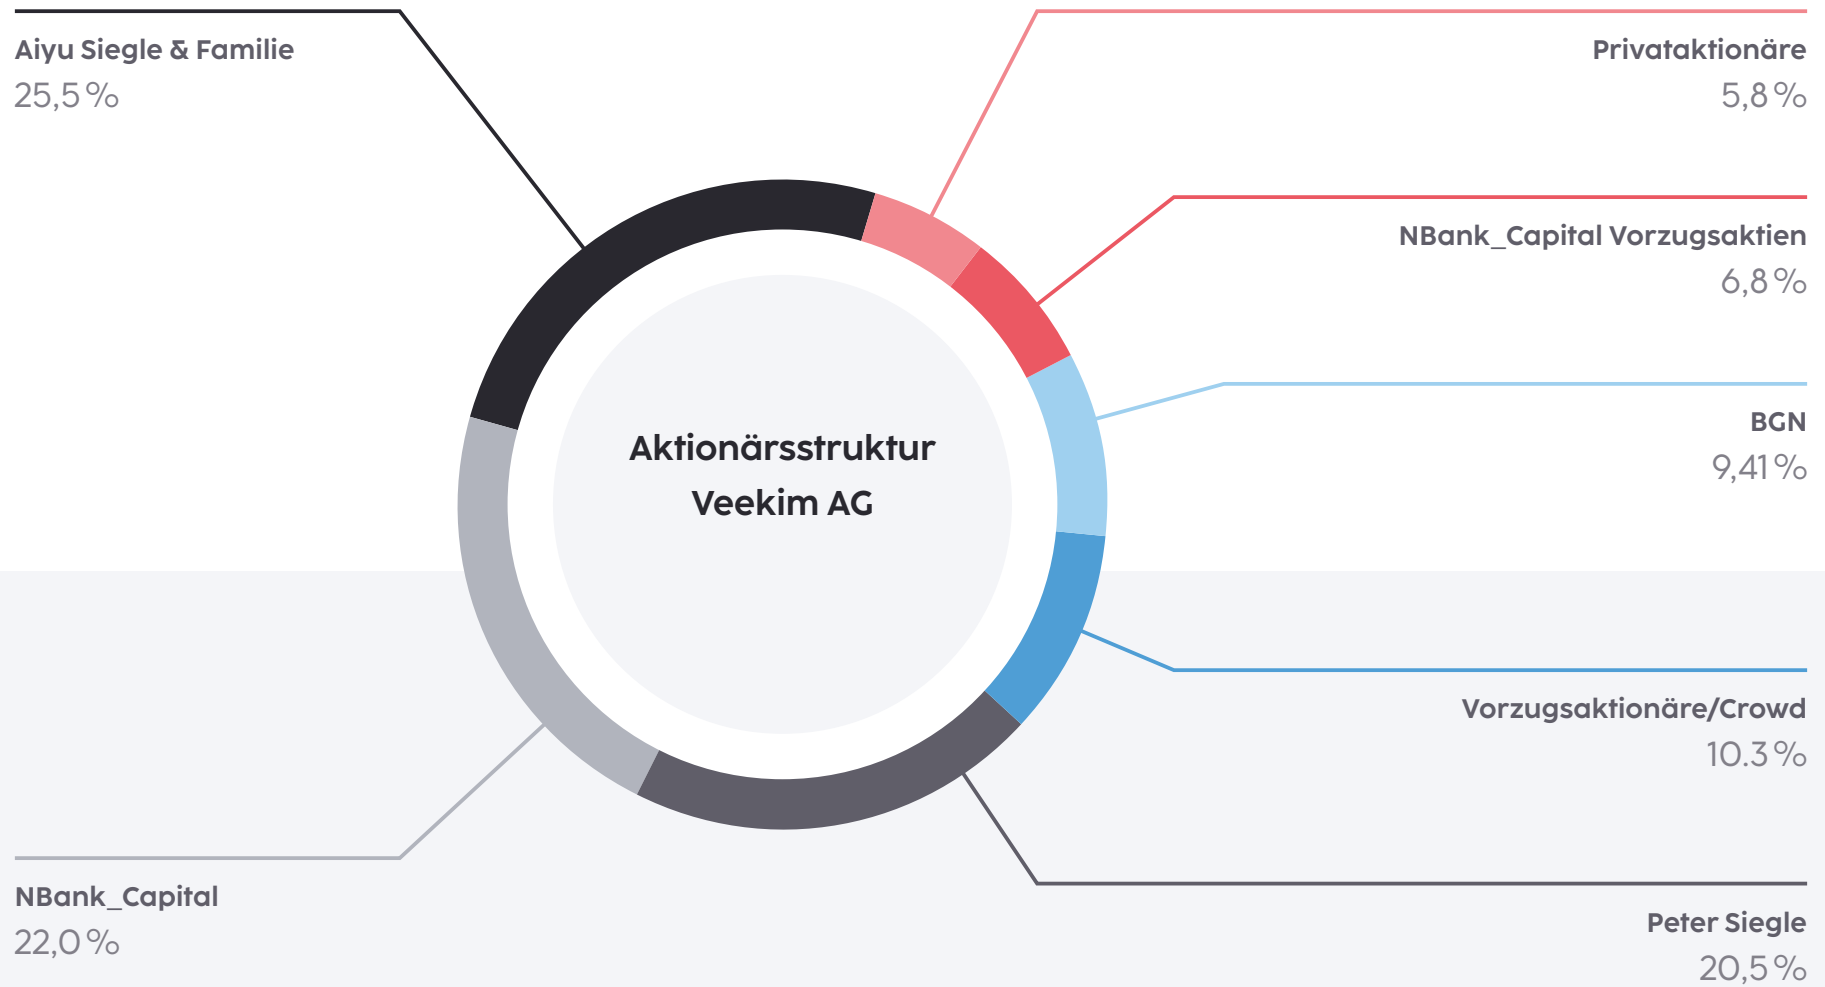 Aiyu Siegle & Familie
25,5 %
Privataktionäre
5,8 %
NBank_Capital Vorzugsaktien
6,8 %
BGN
9,41 %
Aktionärsstruktur
Veekim AG
Vorzugsaktionäre/Crowd
10.3 %
NBank_Capital
22,0 %
Peter Siegle
20,5 %